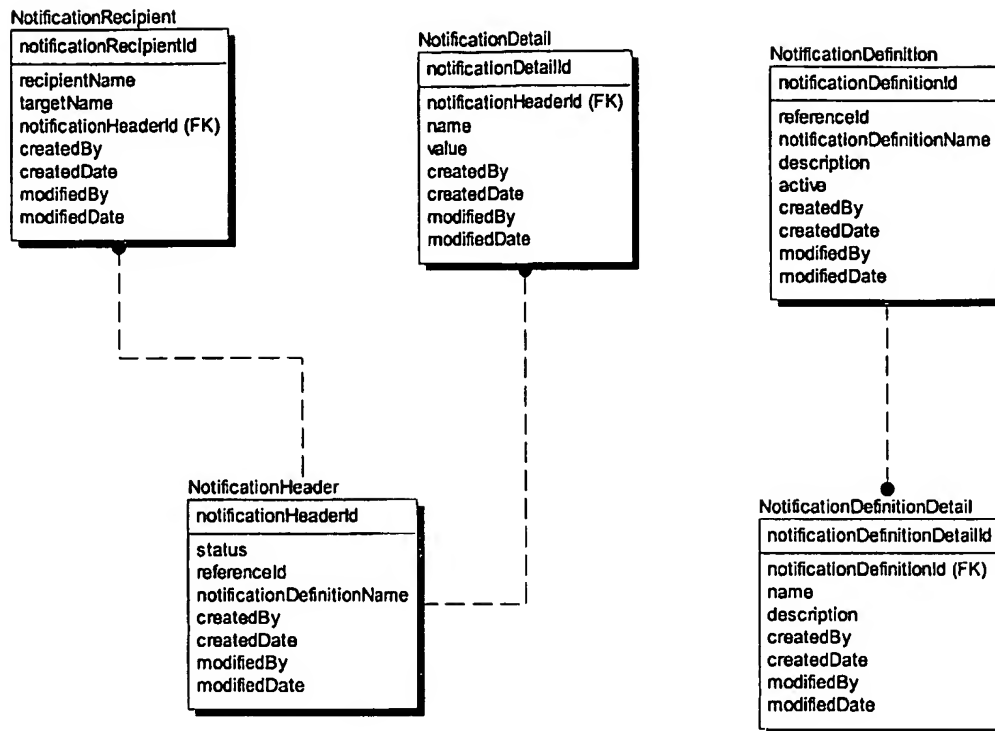 NotificationRecipient
notificationRecipientId
recipientName
targetName
notificationHeaderId (FK)
createdBy
createdDate
modifiedBy
modifiedDate
NotificationDetail
notificationDetailId
notificationHeaderId (FK)
name
value
createdBy
createdDate
modifiedBy
modifiedDate
NotificationDefinition
notificationDefinitionId
referenceId
notificationDefinitionName
description
active
createdBy
createdDate
modifiedBy
modifiedDate
NotificationHeader
notificationHeaderId
status
referenceId
notificationDefinitionName
createdBy
createdDate
modifiedBy
modifiedDate
NotificationDefinitionDetail
notificationDefinitionDetailId
notificationDefinitionId (FK)
name
description
createdBy
createdDate
modifiedBy
modifiedDate